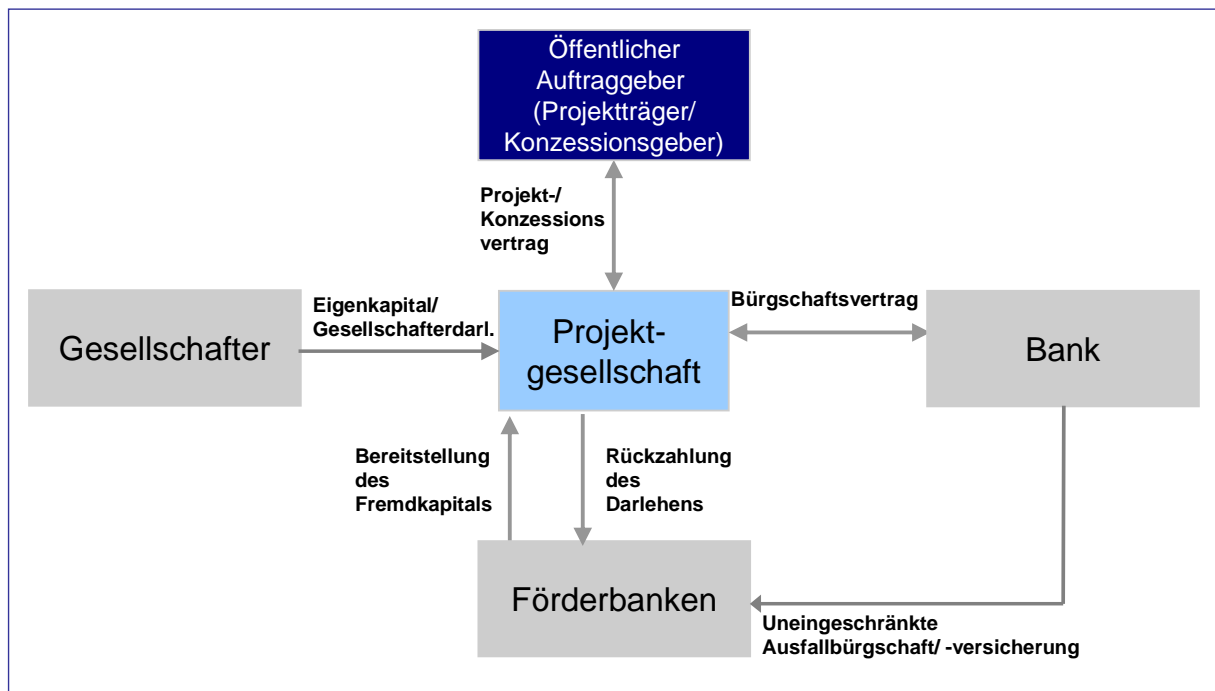 Öffentlicher
Auftraggeber
(Projektträger/
Konzessionsgeber)
Projekt-/
Konzessions
vertrag
Eigenkapital/
Gesellschafterdarl.
Bürgschaftsvertrag
Gesellschafter
Projekt-
gesellschaft
Bank
Bereitstellung
des
Fremdkapitals
Rückzahlung
des
Darlehens
Förderbanken
Uneingeschränkte
Ausfallbürgschaft/ -versicherung